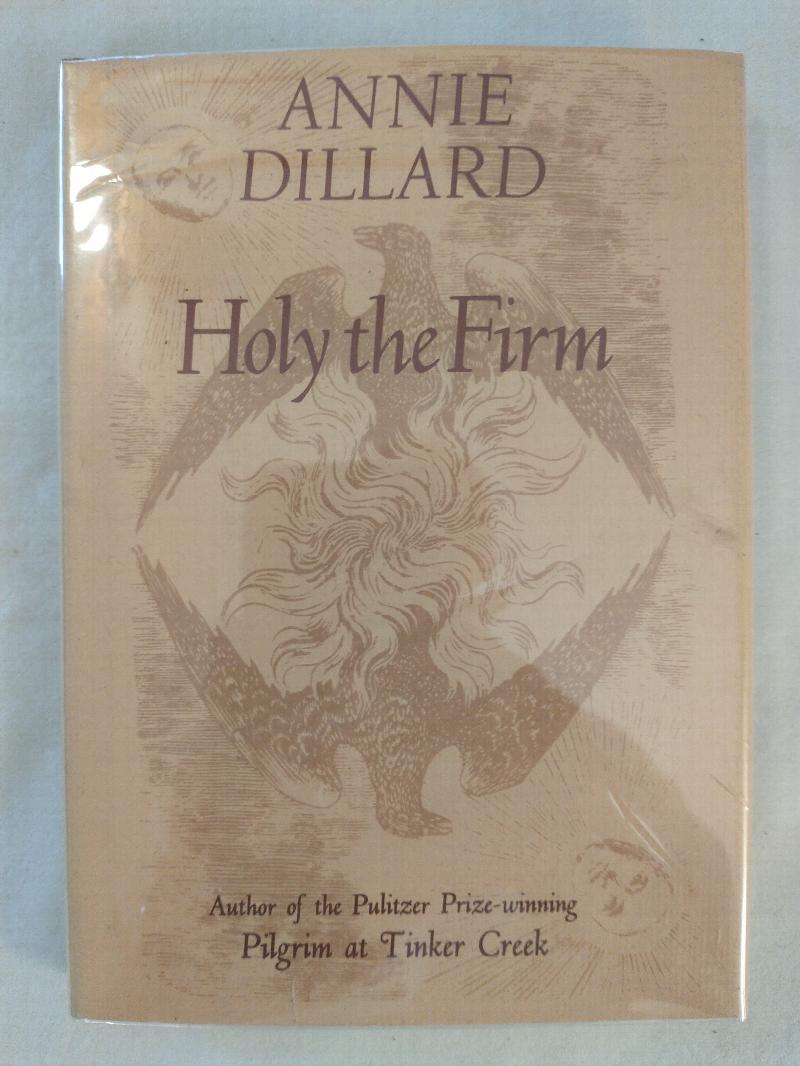 ANNIE
DILLARD
Holy the Firm
Author of the Pulitzer Prize-winning
Pilgrim at Tinker Creek